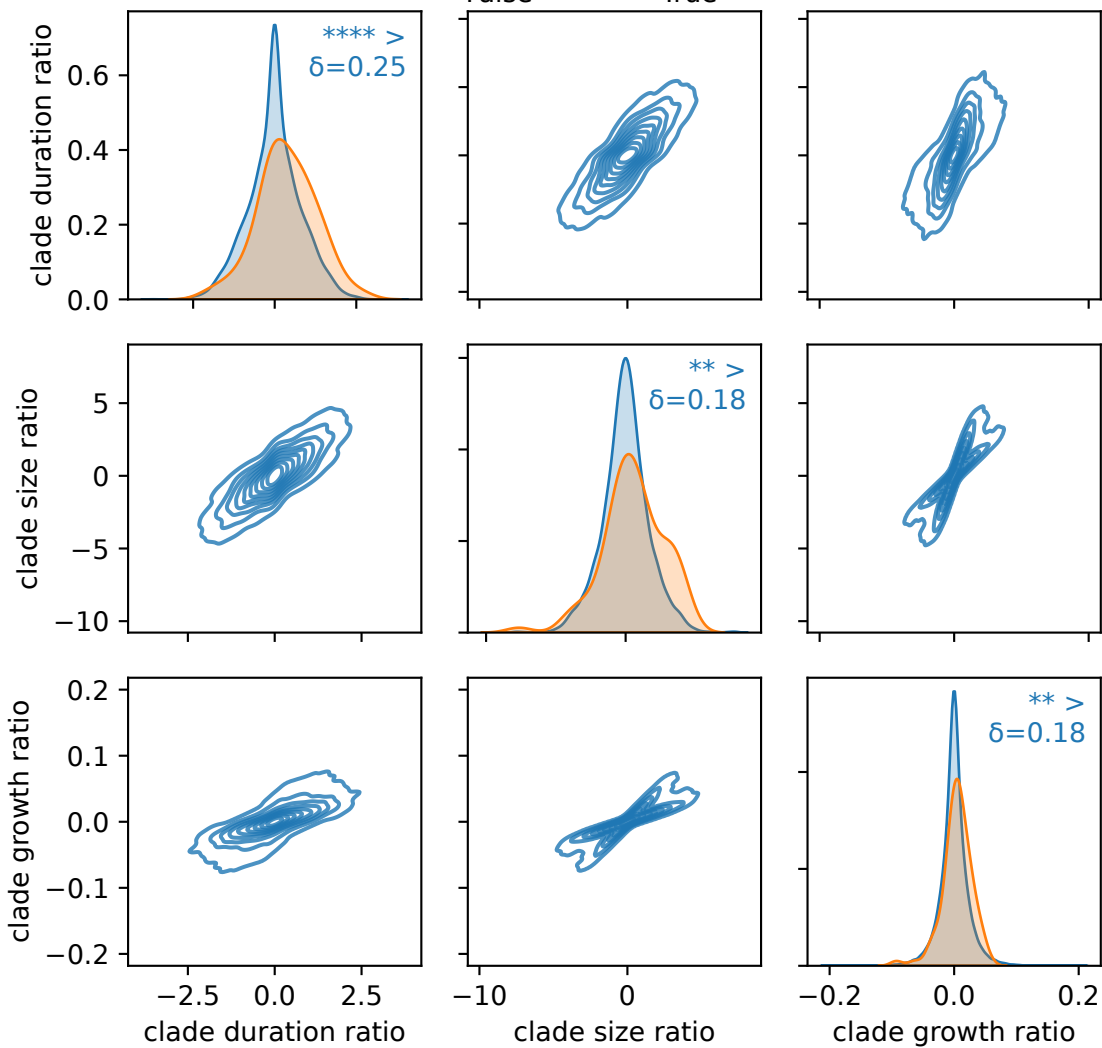 False True
clade duration ratio
0.6
0.4
0.2
0.0
**** >
δ=0.25
clade size ratio
5
0
−5
−10
** >
δ=0.18
clade growth ratio
0.2
0.1
0.0
−0.1
−0.2
** >
δ=0.18
−2.5 0.0 2.5
−10 0
−0.2 0.0 0.2
clade duration ratio
clade size ratio
clade growth ratio